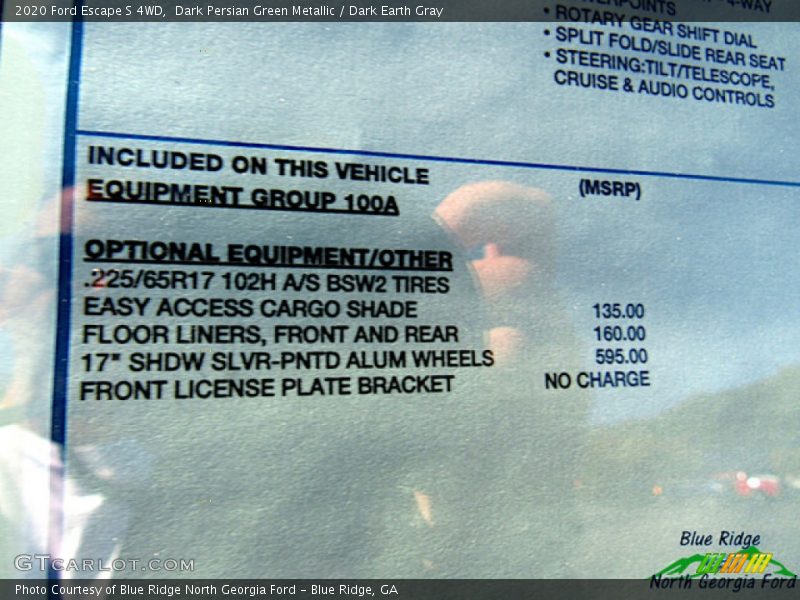 2020 Ford Escape S 4WD, Dark Persian Green Metallic / Dark Earth Gray
4-WAY
• ROTARY GEAR SHIFT DIAL
• SPLIT FOLD/SLIDE REAR SEAT
• STEERING:TILT/TELESCOPE,
CRUISE & AUDIO CONTROLS
INCLUDED ON THIS VEHICLE (MSRP)
EQUIPMENT GROUP 100A
OPTIONAL EQUIPMENT/OTHER
.225/65R17 102H A/S BSW2 TIRES
EASY ACCESS CARGO SHADE 135.00
FLOOR LINERS, FRONT AND REAR 160.00
17" SHDW SLVR-PNTD ALUM WHEELS 595.00
FRONT LICENSE PLATE BRACKET NO CHARGE
Blue Ridge
North Georgia Ford
GTCARLOT.COM
Photo Courtesy of Blue Ridge North Georgia Ford - Blue Ridge, GA